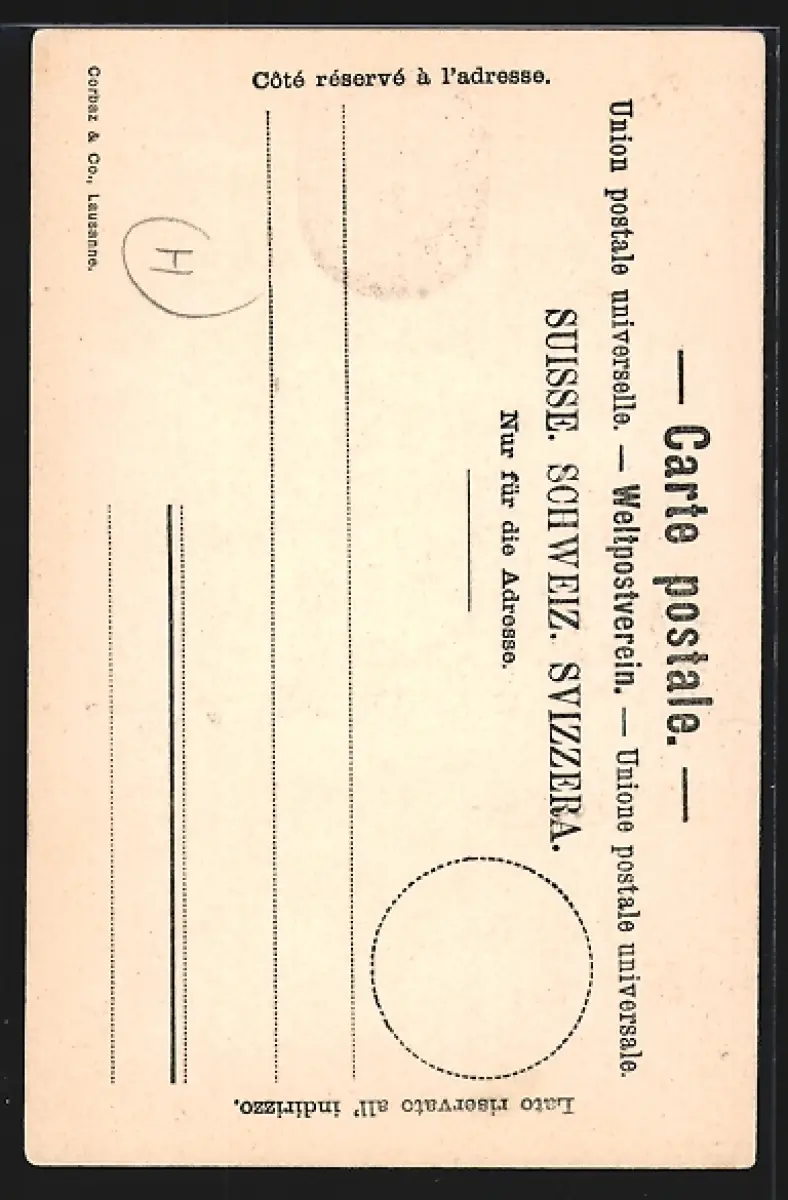 — Carte postale. —
Union postale universelle. — Weltpostverein. — Unione postale universale.
SUISSE. SCHWEIZ. SVIZZERA.
Nur für die Adresse.
Côté réservé à l'adresse.
Lato riservato all' indirizzo.
H
Corbaz & Co., Lausanne.